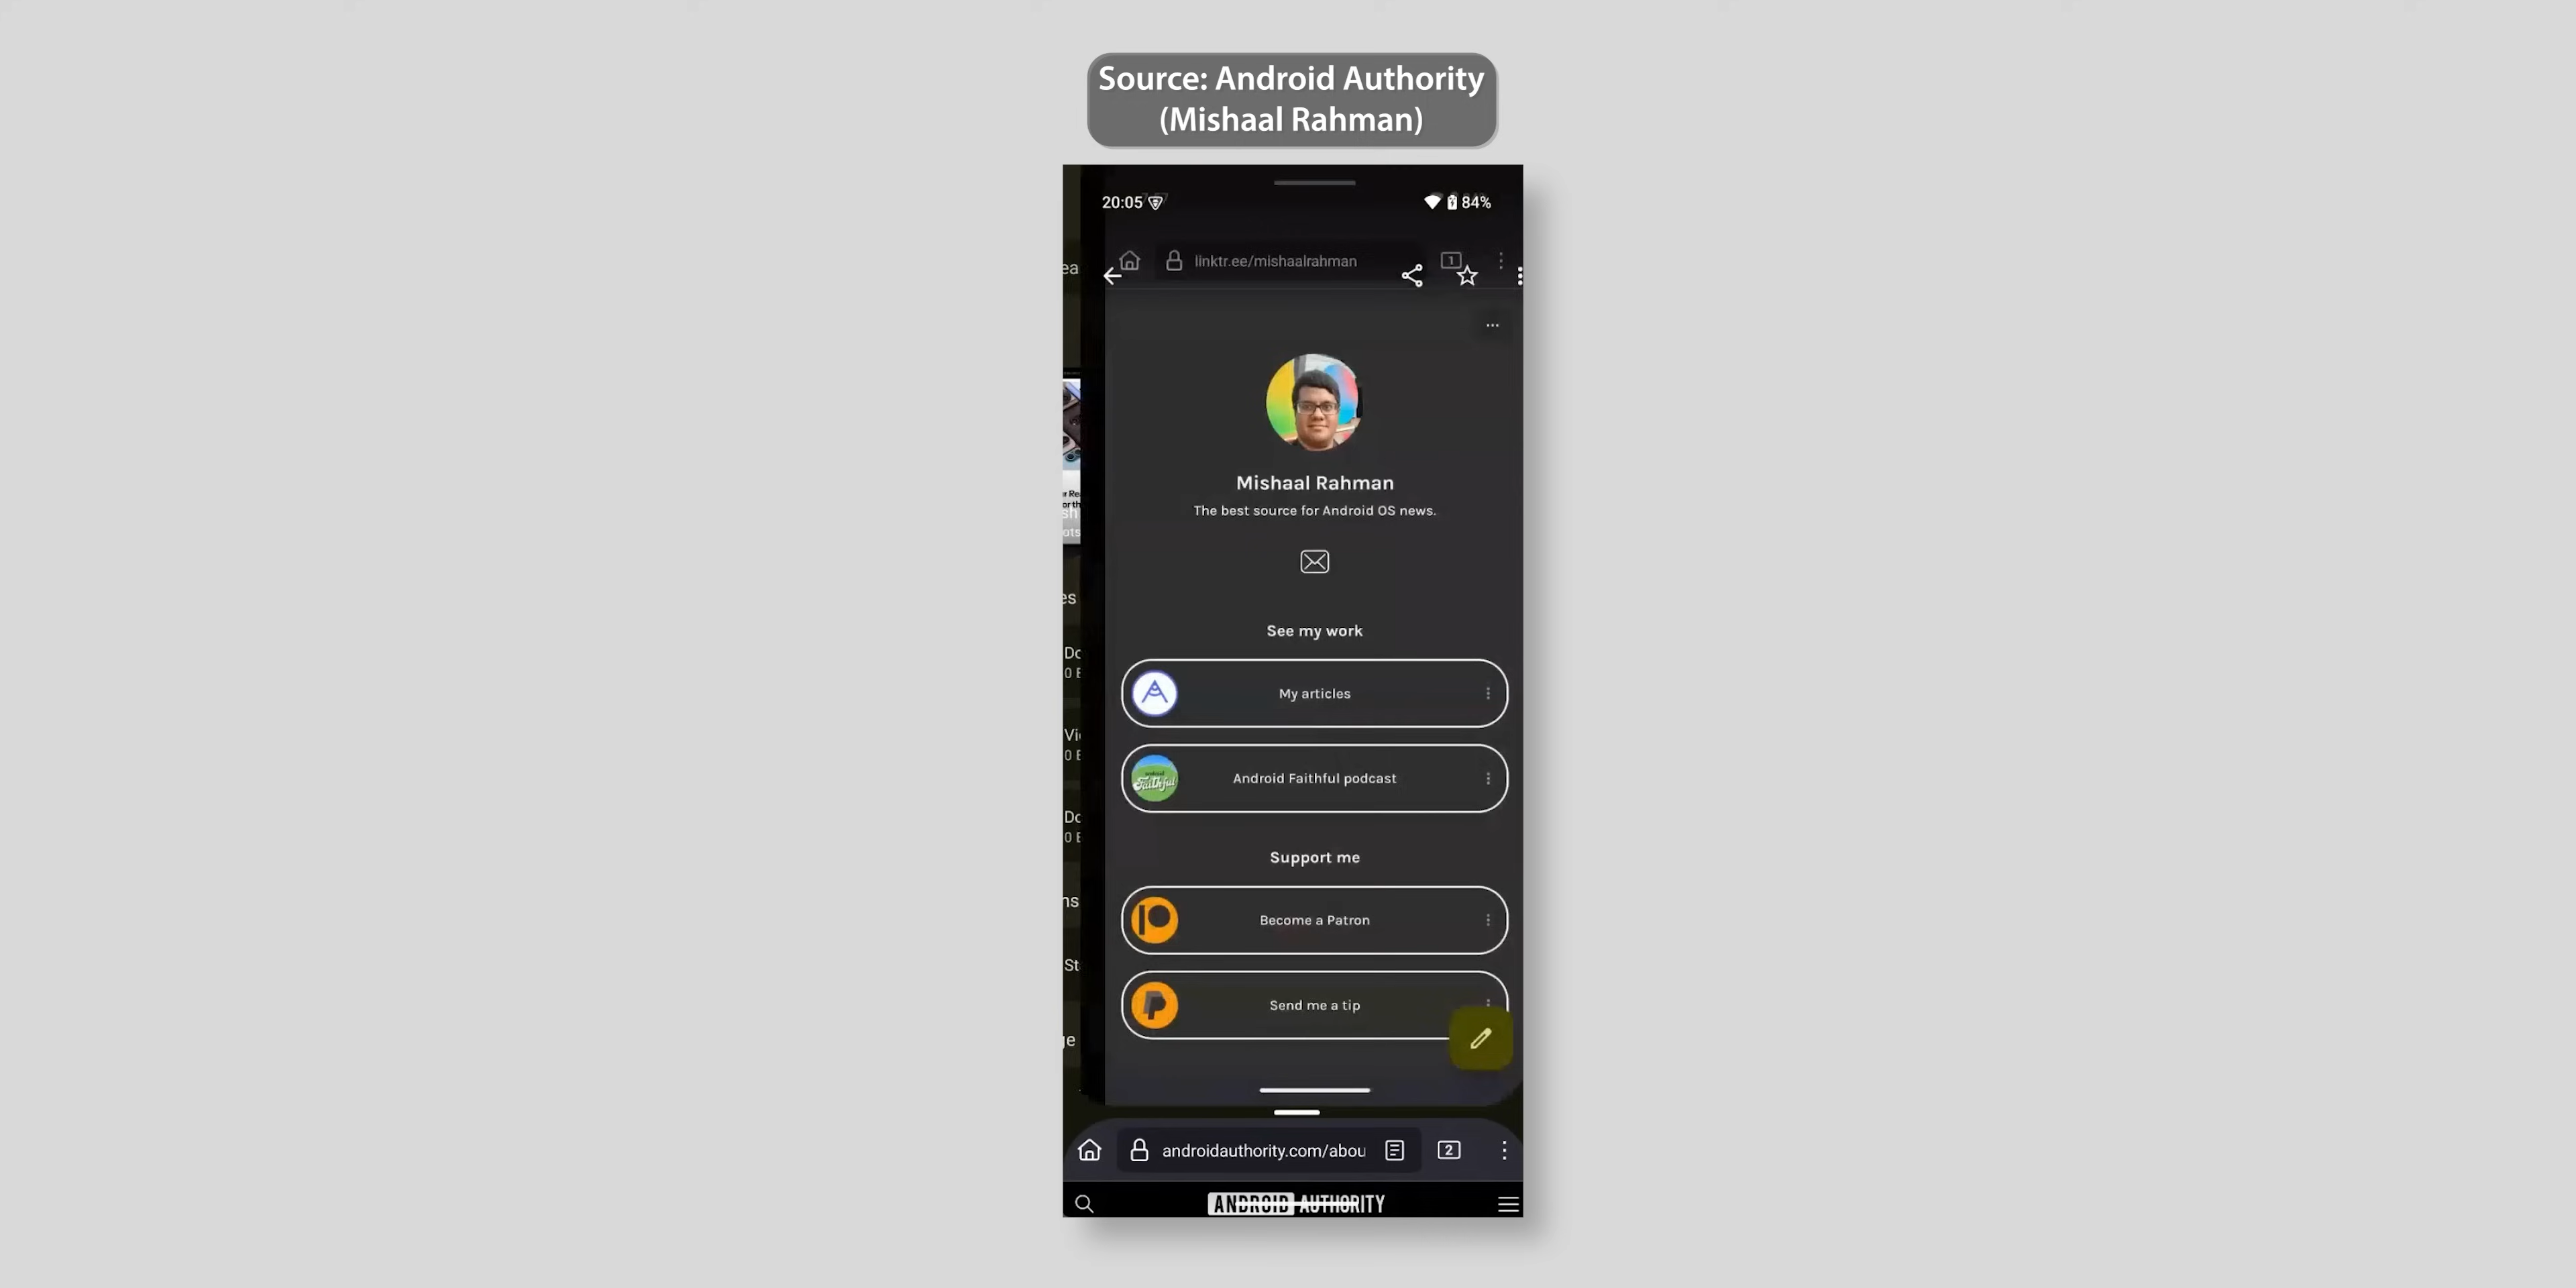 Source: Android Authority
(Mishaal Rahman)
20:05
84%
linktr.ee/mishaalrahman
1
Mishaal Rahman
The best source for Android OS news.
See my work
My articles
Android Faithful podcast
Support me
Become a Patron
Send me a tip
androidauthority.com/abou
2
ANDROID AUTHORITY